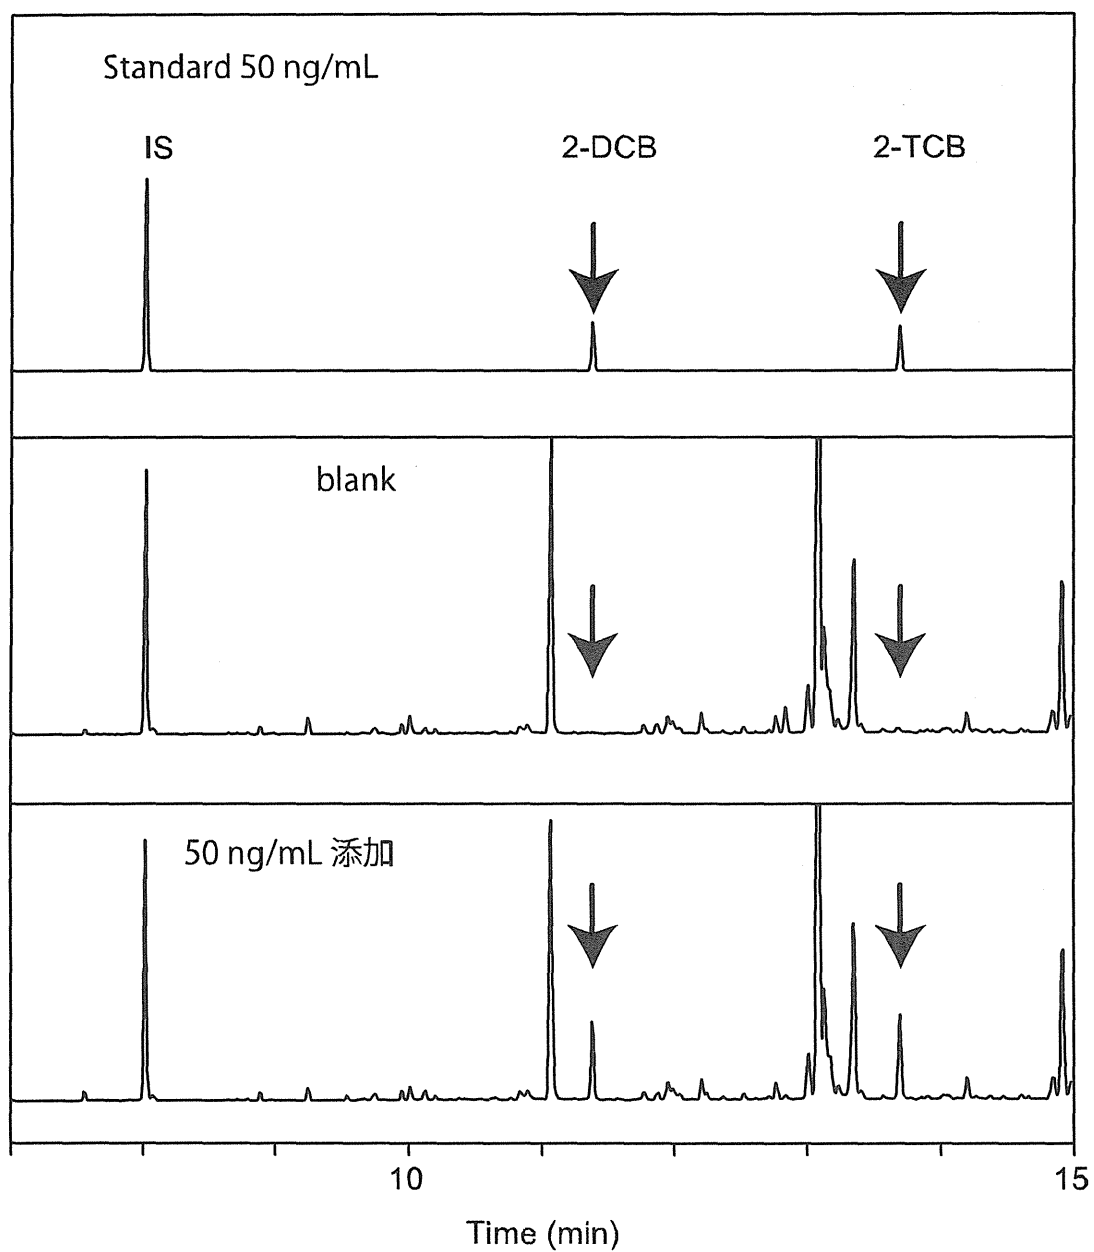 Standard 50 ng/mL
IS
2-DCB
2-TCB
blank
50 ng/mL 添加
10
15
Time (min)